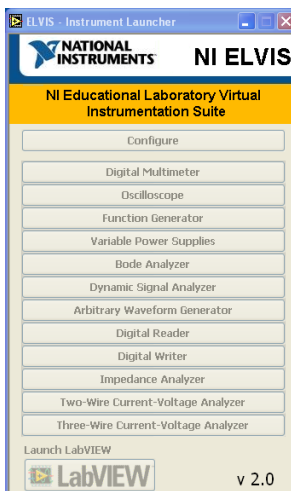 ELVIS - Instrument Launcher
NATIONAL
INSTRUMENTS
NI ELVIS
NI Educational Laboratory Virtual
Instrumentation Suite
Configure
Digital Multimeter
Oscilloscope
Function Generator
Variable Power Supplies
Bode Analyzer
Dynamic Signal Analyzer
Arbitrary Waveform Generator
Digital Reader
Digital Writer
Impedance Analyzer
Two-Wire Current-Voltage Analyzer
Three-Wire Current-Voltage Analyzer
Launch LabVIEW
LabVIEW
v 2.0